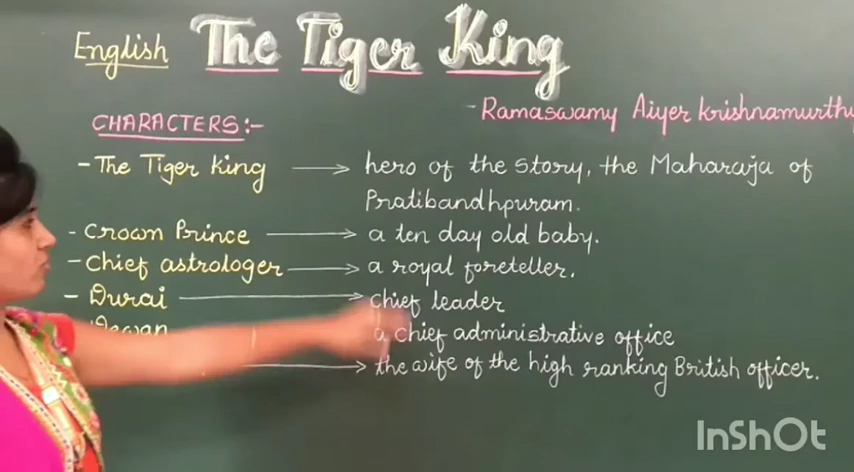 English The Tiger King
- Ramaswamy Aiyer Krishnamurthy
CHARACTERS:-
- The Tiger King → hero of the story, the Maharaja of
Pratibandhpuram.
- Crown Prince → a ten day old baby.
- Chief astrologer → a royal foreteller.
- Durai → chief leader
a chief administrative office
→ the wife of the high ranking British officer.
InShOt